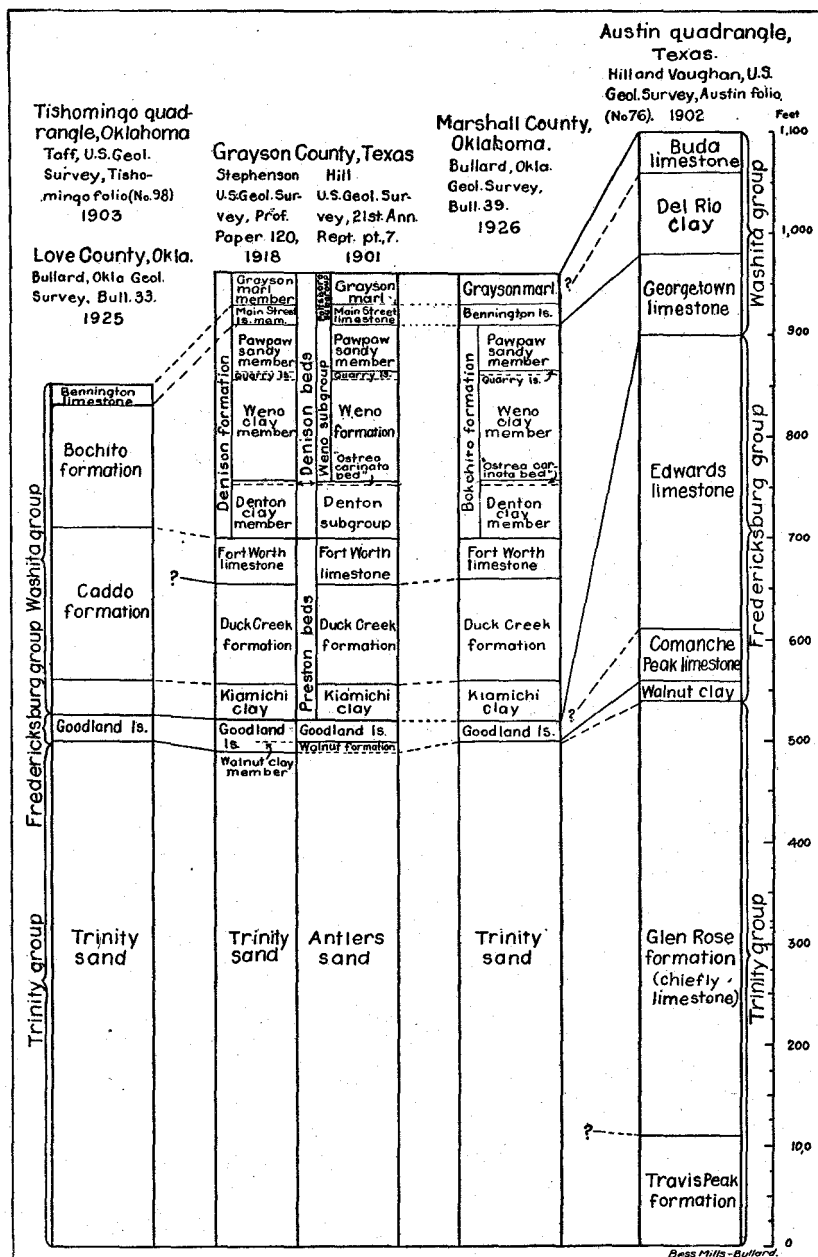 Tishomingo quad-
rangle, Oklahoma
Taff, U.S. Geol.
Survey, Tisho-
mingo folio (No. 98)
1903
Love County, Okla.
Bullard, Okla Geol.
Survey, Bull. 33.
1925
Grayson County, Texas
Stephenson
U.S. Geol. Sur-
vey, Prof.
Paper 120,
1918
Hill
U.S. Geol. Sur-
vey, 21st. Ann.
Rept. pt., 7.
1901
Marshall County,
Oklahoma.
Bullard, Okla.
Geol. Survey,
Bull. 39.
1926
Austin quadrangle,
Texas.
Hill and Vaughan, U.S.
Geol. Survey, Austin folio,
(No 76). 1902
Feet
Washita group
Fredericksburg group
Trinity group
Bennington
limestone
Bochito
formation
Caddo
formation
Goodland ls.
Trinity
sand
?
Denison formation
Grayson
marl
member
Main Street
ls. mem.
Pawpaw
sandy
member
Quarry ls.
Weno
clay
member
Denton
clay
member
Fort Worth
limestone
Duck Creek
formation
Kiamichi
clay
Goodland
ls.
Walnut clay
member
Trinity
sand
Denison beds
Preston beds
Weno subgroup
Grayson
marl
Main Street
limestone
Pawpaw
sandy
member
Quarry ls.
Weno
formation
"Ostrea
carinata
bed"
Denton
subgroup
Fort Worth
limestone
Duck Creek
formation
Kiamichi
clay
Goodland ls.
Walnut formation
Antlers
sand
Bokchito formation
Grayson marl
Bennington ls.
Pawpaw
sandy
member
Quarry ls.
Weno
clay
member
"Ostrea cari-
nata bed"
Denton
clay
member
Fort Worth
limestone
Duck Creek
formation
Kiamichi
clay
Goodland ls.
Trinity
sand
?
?
?
Buda
limestone
Del Rio
clay
Georgetown
limestone
Edwards
limestone
Comanche
Peak limestone
Walnut clay
Glen Rose
formation
(chiefly
limestone)
Travis Peak
formation
Washita group
Fredericksburg group
Trinity group
1,100
1,000
900
800
700
600
500
400
300
200
100
0
Bess Mills-Bullard.